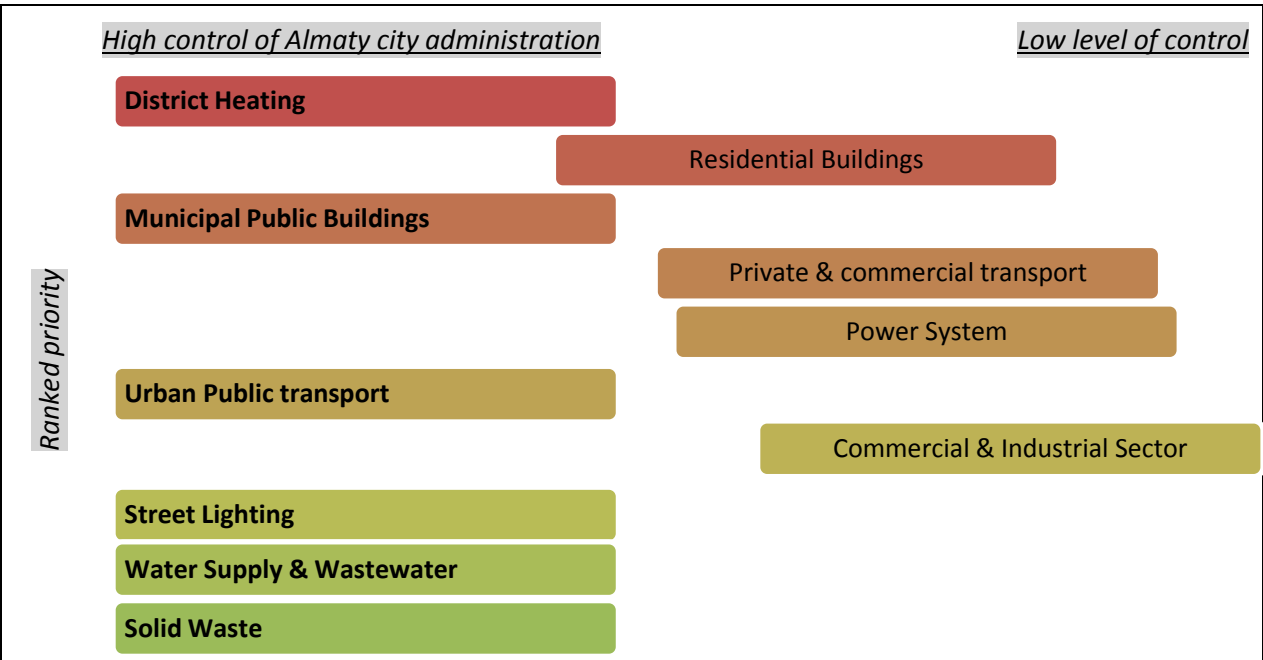 High control of Almaty city administration
Low level of control
District Heating
Residential Buildings
Municipal Public Buildings
Private & commercial transport
Power System
Ranked priority
Urban Public transport
Commercial & Industrial Sector
Street Lighting
Water Supply & Wastewater
Solid Waste